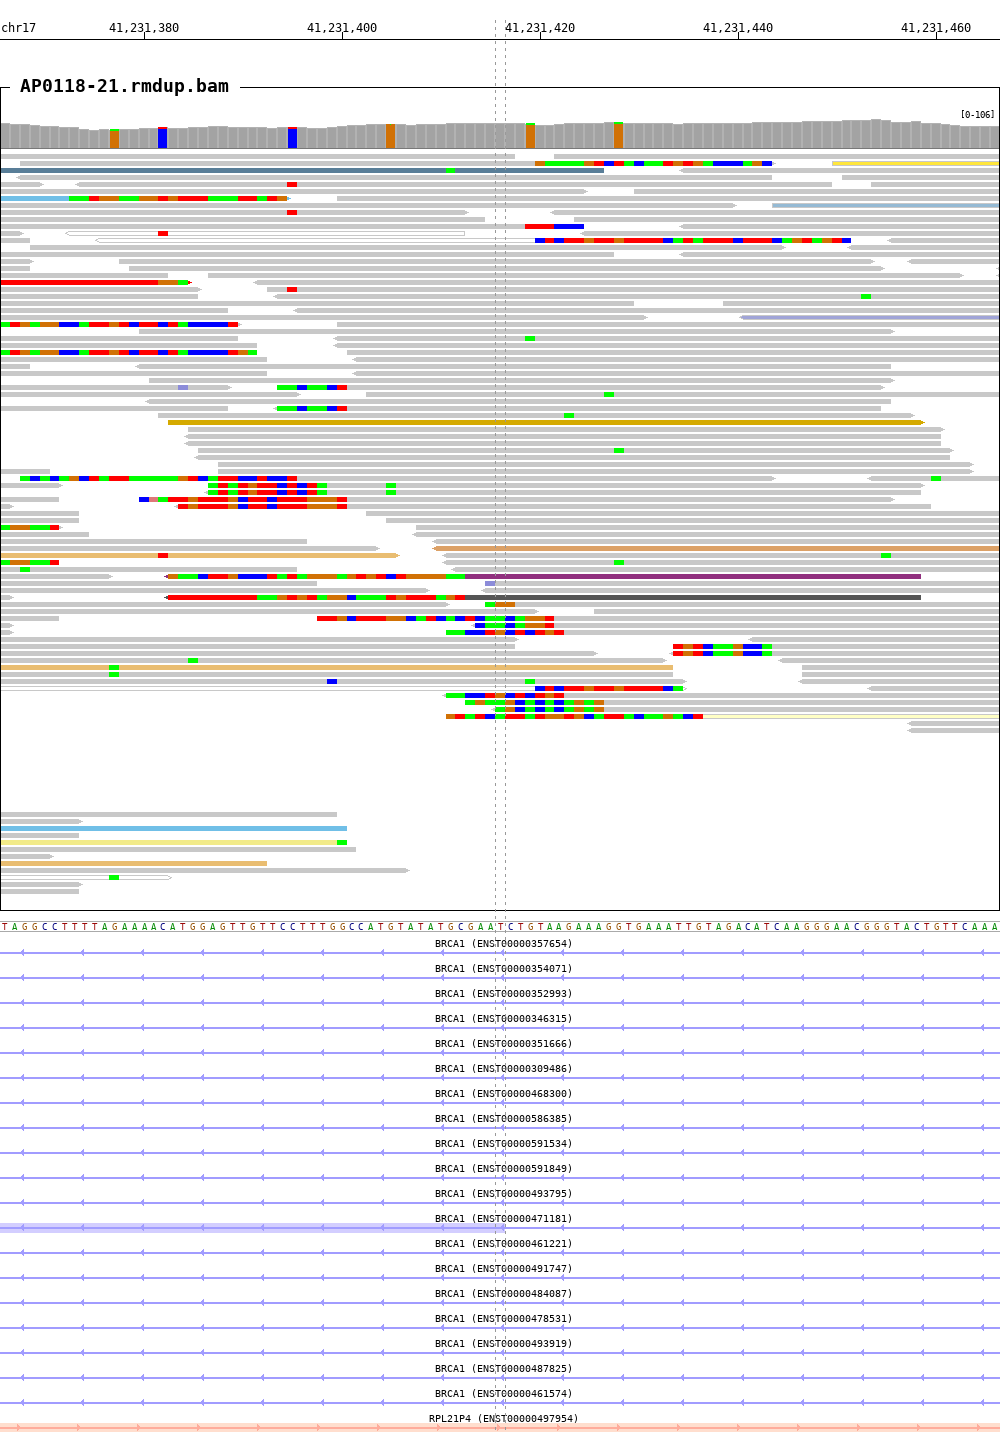 chr17 41,231,380 41,231,400 41,231,420 41,231,440 41,231,460
AP0118-21.rmdup.bam
[0-106]
TAGGCCTTTTAGAAAACATGGAGTTGTTCCTTTGGCCATGTATATGCGAATCTGTAAGAAAGGTGAAATTGTAGACATCAAGGGAACGGGTACTGTTCAAA
BRCA1 (ENST00000357654)
BRCA1 (ENST00000354071)
BRCA1 (ENST00000352993)
BRCA1 (ENST00000346315)
BRCA1 (ENST00000351666)
BRCA1 (ENST00000309486)
BRCA1 (ENST00000468300)
BRCA1 (ENST00000586385)
BRCA1 (ENST00000591534)
BRCA1 (ENST00000591849)
BRCA1 (ENST00000493795)
BRCA1 (ENST00000471181)
BRCA1 (ENST00000461221)
BRCA1 (ENST00000491747)
BRCA1 (ENST00000484087)
BRCA1 (ENST00000478531)
BRCA1 (ENST00000493919)
BRCA1 (ENST00000487825)
BRCA1 (ENST00000461574)
RPL21P4 (ENST00000497954)